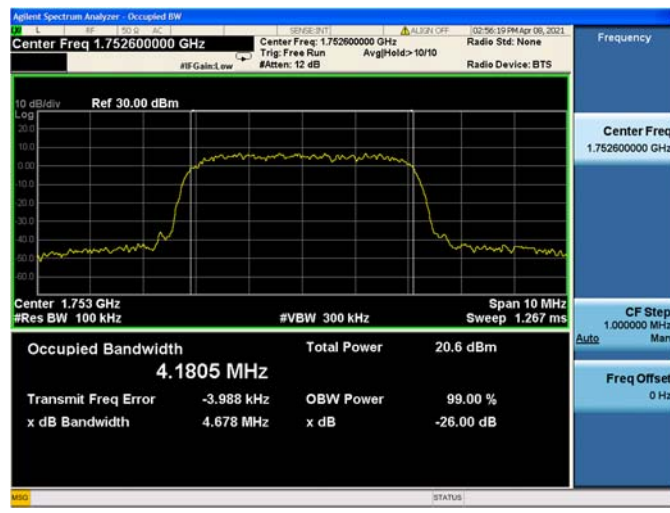 Agilent Spectrum Analyzer - Occupied BW
L RF 50 Ω AC SENSE:INT ALIGN OFF 02:56:19 PM Apr 08, 2021
Center Freq 1.752600000 GHz Center Freq: 1.752600000 GHz Radio Std: None
Trig: Free Run Avg|Hold:>10/10
#IFGain:Low #Atten: 12 dB Radio Device: BTS
Frequency
10 dB/div Ref 30.00 dBm
Log
20.0
10.0
0.00
-10.0
-20.0
-30.0
-40.0
-50.0
-60.0
Center Freq
1.752600000 GHz
Center 1.753 GHz Span 10 MHz
#Res BW 100 kHz #VBW 300 kHz Sweep 1.267 ms
CF Step
1.000000 MHz
Auto Man
Occupied Bandwidth Total Power 20.6 dBm
4.1805 MHz
Transmit Freq Error -3.988 kHz OBW Power 99.00 %
x dB Bandwidth 4.678 MHz x dB -26.00 dB
Freq Offset
0 Hz
MSG STATUS